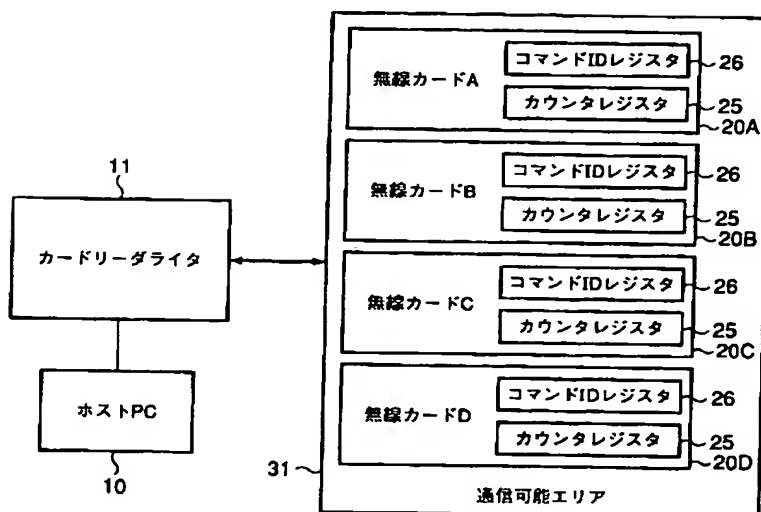 無線カードA
コマンドIDレジスタ
26
カウンタレジスタ
25
20A
無線カードB
コマンドIDレジスタ
26
カウンタレジスタ
25
20B
11
カードリーダライタ
無線カードC
コマンドIDレジスタ
26
カウンタレジスタ
25
20C
ホストPC
10
無線カードD
コマンドIDレジスタ
26
カウンタレジスタ
25
20D
31
通信可能エリア